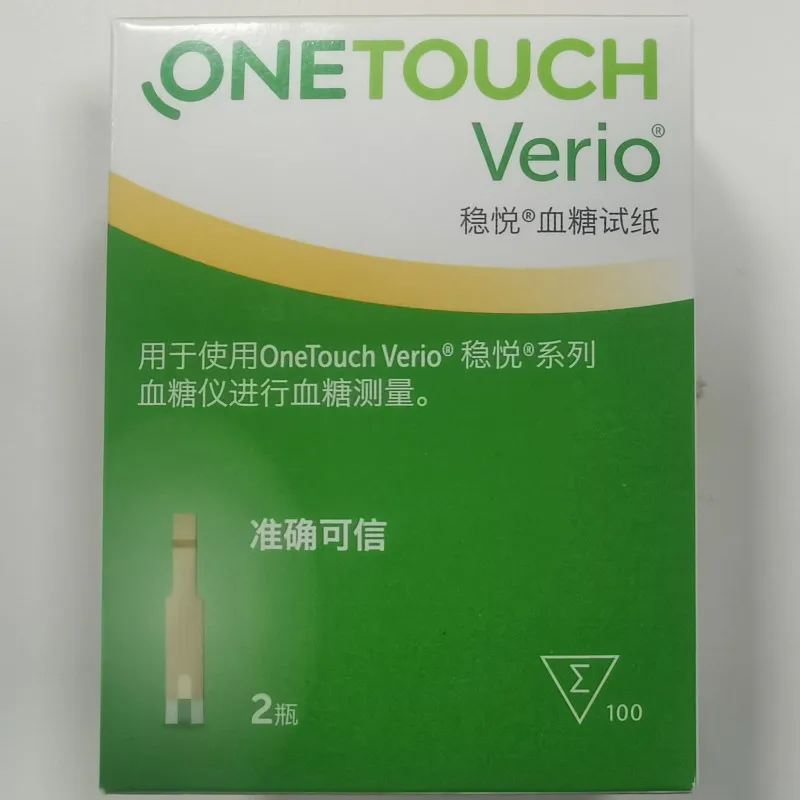 ONETOUCH
Verio®
稳悦®血糖试纸
用于使用OneTouch Verio® 稳悦®系列
血糖仪进行血糖测量。
准确可信
2瓶
Σ 100